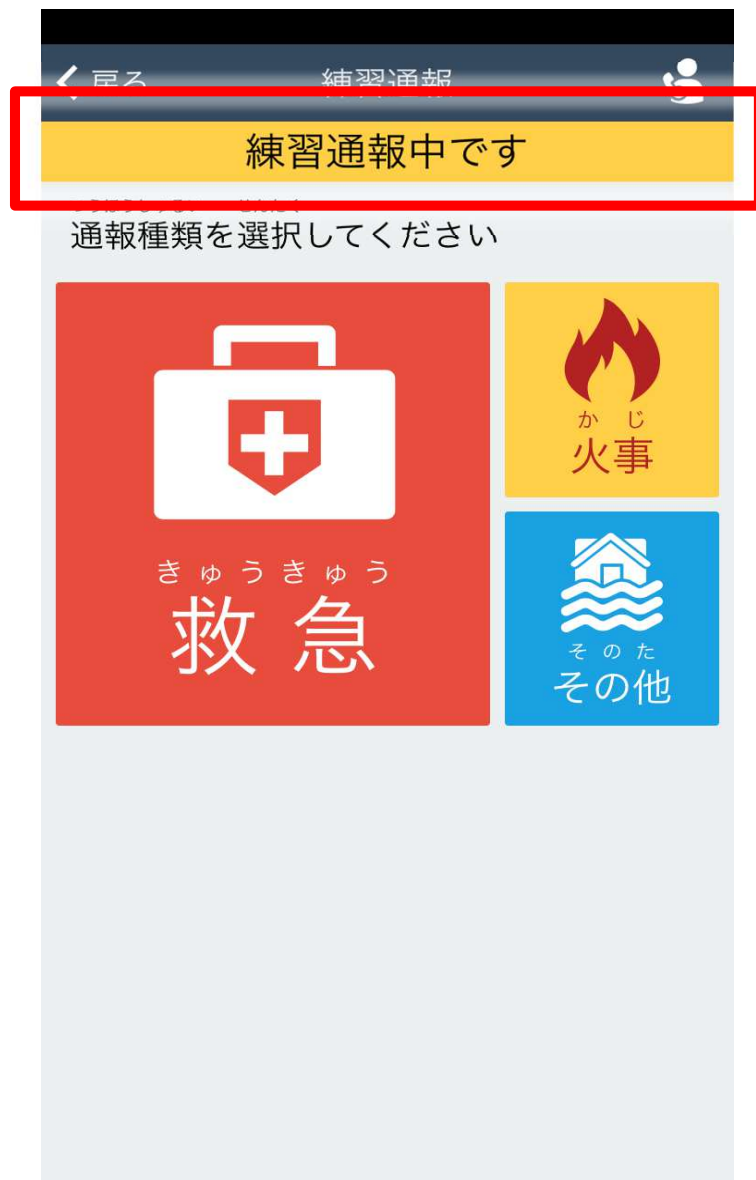 戻る
練習通報
練習通報中です
通報種類を選択してください
かじ
火事
きゅうきゅう
救急
そのた
その他